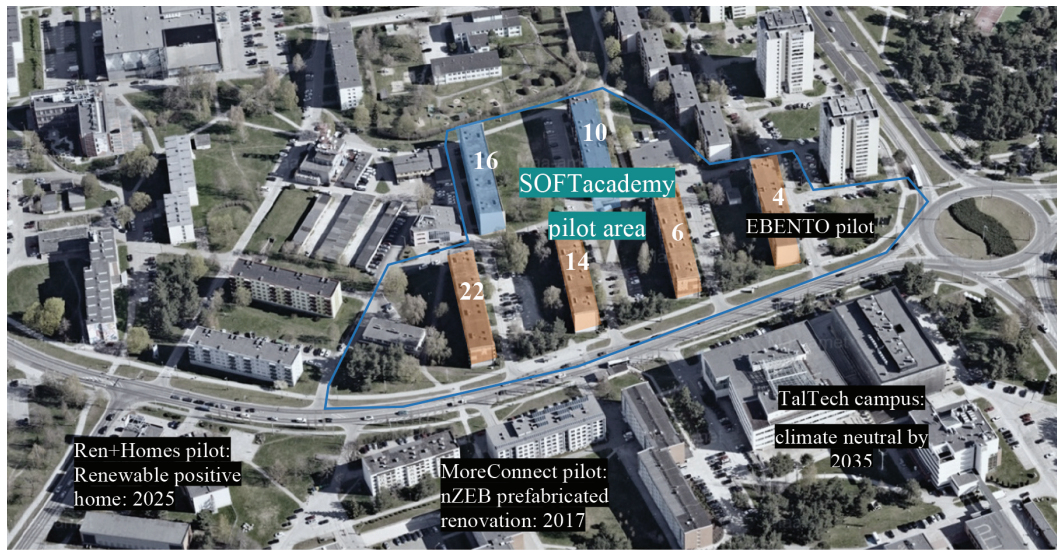 10
16
SOFTacademy
4
pilot area
6
EBENTO pilot
14
22
TalTech campus:
climate neutral by
2035
Ren+Homes pilot:
Renewable positive
home: 2025
MoreConnect pilot:
nZEB prefabricated
renovation: 2017